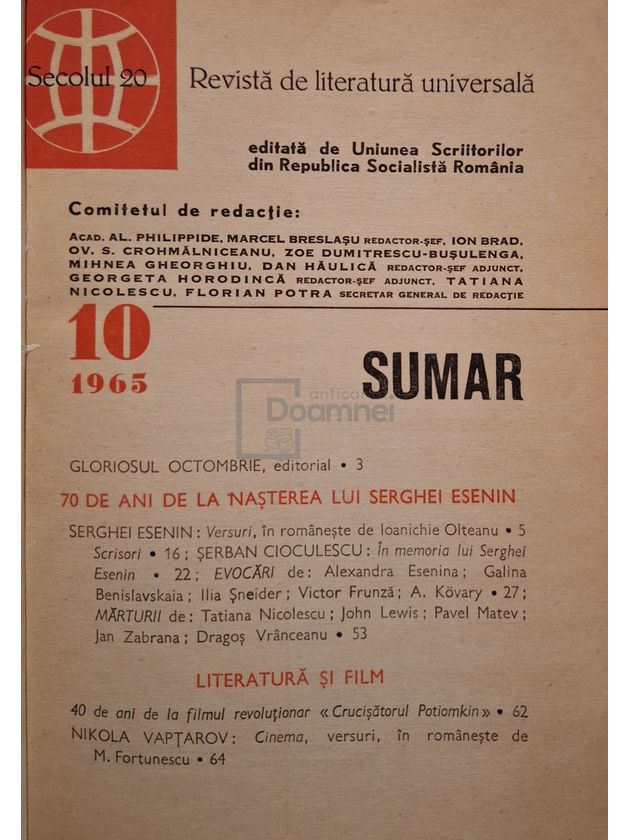 Secolul 20
Revistă de literatură universală
editată de Uniunea Scriitorilor
din Republica Socialistă România
Comitetul de redacție:
ACAD. AL. PHILIPPIDE, MARCEL BRESLAȘU REDACTOR-ȘEF, ION BRAD,
OV. S. CROHMĂLNICEANU, ZOE DUMITRESCU-BUȘULENGA,
MIHNEA GHEORGHIU, DAN HĂULICĂ REDACTOR-ȘEF ADJUNCT,
GEORGETA HORODINCĂ REDACTOR-ȘEF ADJUNCT, TATIANA
NICOLESCU, FLORIAN POTRA SECRETAR GENERAL DE REDACȚIE
10
1965
SUMAR
anticariat
Doamnei
GLORIOSUL OCTOMBRIE, editorial • 3
70 DE ANI DE LA NAȘTEREA LUI SERGHEI ESENIN
SERGHEI ESENIN : Versuri, în românește de Ioanichie Olteanu • 5
Scrisori • 16 ; ȘERBAN CIOCULESCU : În memoria lui Serghei
Esenin • 22 ; EVOCĂRI de : Alexandra Esenina ; Galina
Benislavskaia ; Ilia Șneider ; Victor Frunză ; A. Kövary • 27 ;
MĂRTURII de : Tatiana Nicolescu ; John Lewis ; Pavel Matev ;
Jan Zabrana ; Dragoș Vrânceanu • 53
LITERATURĂ ȘI FILM
40 de ani de la filmul revoluționar « Crucișătorul Potiomkin » • 62
NIKOLA VAPȚAROV : Cinema, versuri, în românește de
M. Fortunescu • 64